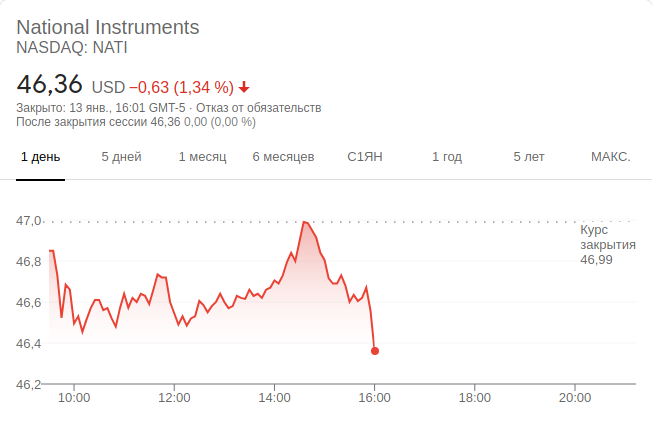 National Instruments
NASDAQ: NATI
46,36 USD −0,63 (1,34 %)
Закрыто: 13 янв., 16:01 GMT-5 · Отказ от обязательств
После закрытия сессии 46,36 0,00 (0,00 %)
1 день 5 дней 1 месяц 6 месяцев С1ЯН 1 год 5 лет МАКС.
47,0
Курс
закрытия
46,99
46,8
46,6
46,4
46,2
10:00 12:00 14:00 16:00 18:00 20:00